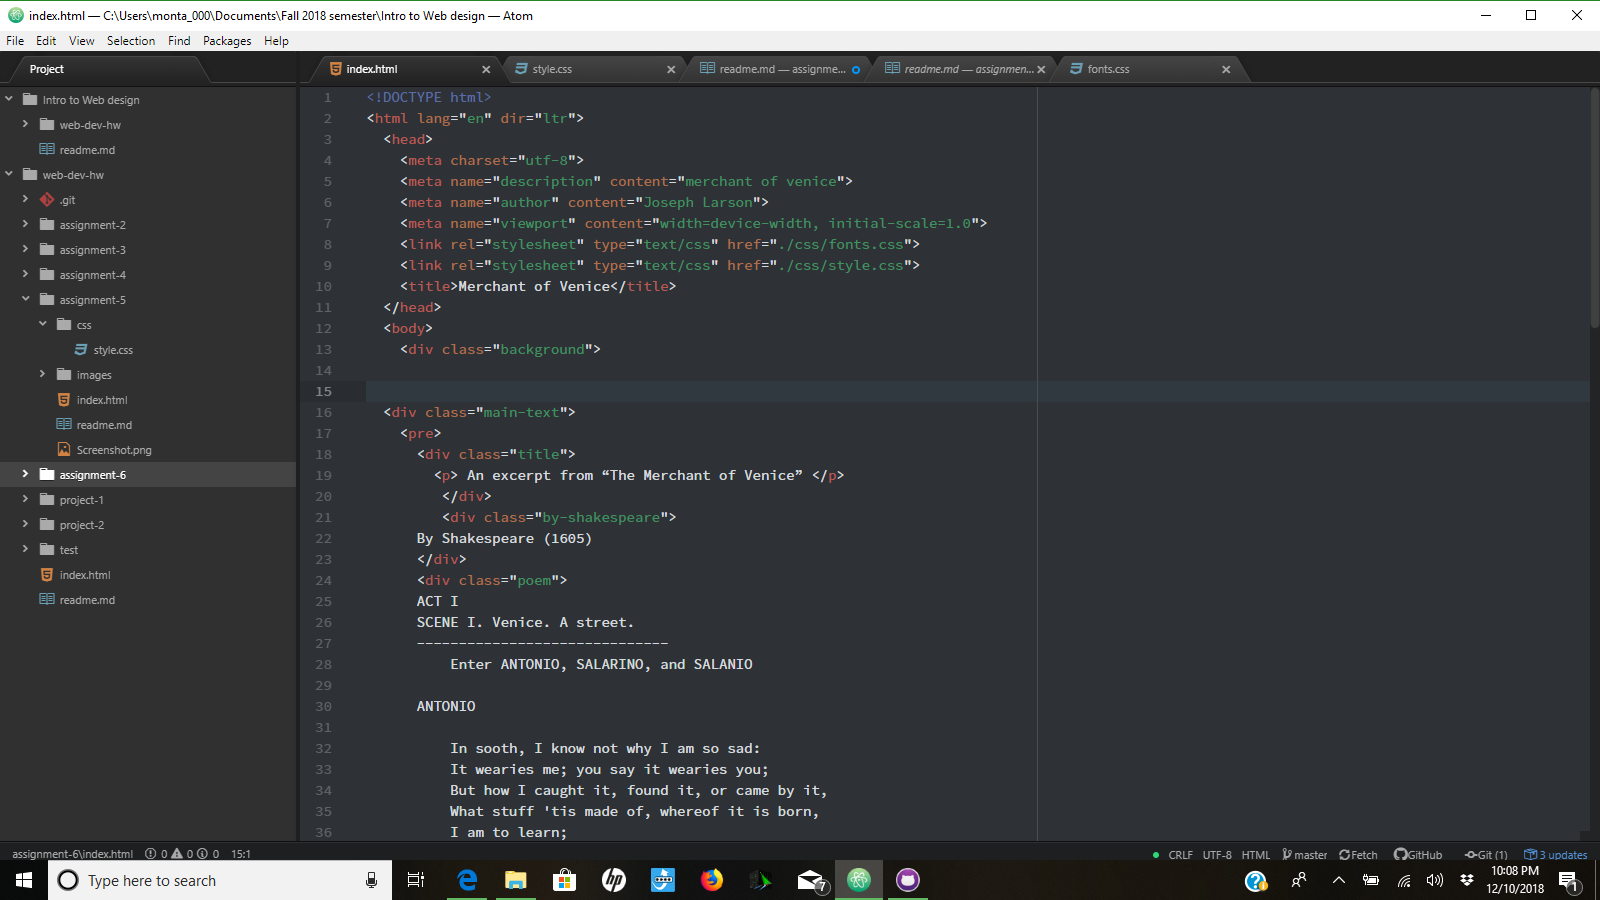 index.html — C:\Users\monta_000\Documents\Fall 2018 semester\Intro to Web design — Atom
File Edit View Selection Find Packages Help
Project
index.html
style.css
readme.md — assignme...
readme.md — assignmen...
fonts.css
Intro to Web design
web-dev-hw
readme.md
web-dev-hw
.git
assignment-2
assignment-3
assignment-4
assignment-5
css
style.css
images
index.html
readme.md
Screenshot.png
assignment-6
project-1
project-2
test
index.html
readme.md
1 <!DOCTYPE html>
2 <html lang="en" dir="ltr">
3 <head>
4 <meta charset="utf-8">
5 <meta name="description" content="merchant of venice">
6 <meta name="author" content="Joseph Larson">
7 <meta name="viewport" content="width=device-width, initial-scale=1.0">
8 <link rel="stylesheet" type="text/css" href="./css/fonts.css">
9 <link rel="stylesheet" type="text/css" href="./css/style.css">
10 <title>Merchant of Venice</title>
11 </head>
12 <body>
13 <div class="background">
14
15
16 <div class="main-text">
17 <pre>
18 <div class="title">
19 <p> An excerpt from “The Merchant of Venice” </p>
20 </div>
21 <div class="by-shakespeare">
22 By Shakespeare (1605)
23 </div>
24 <div class="poem">
25 ACT I
26 SCENE I. Venice. A street.
27 ------------------------------
28 Enter ANTONIO, SALARINO, and SALANIO
29
30 ANTONIO
31
32 In sooth, I know not why I am so sad:
33 It wearies me; you say it wearies you;
34 But how I caught it, found it, or came by it,
35 What stuff 'tis made of, whereof it is born,
36 I am to learn;
assignment-6\index.html 0 0 0 15:1
CRLF UTF-8 HTML master Fetch GitHub Git (1) 3 updates
Type here to search
hp
7
10:08 PM
12/10/2018
1